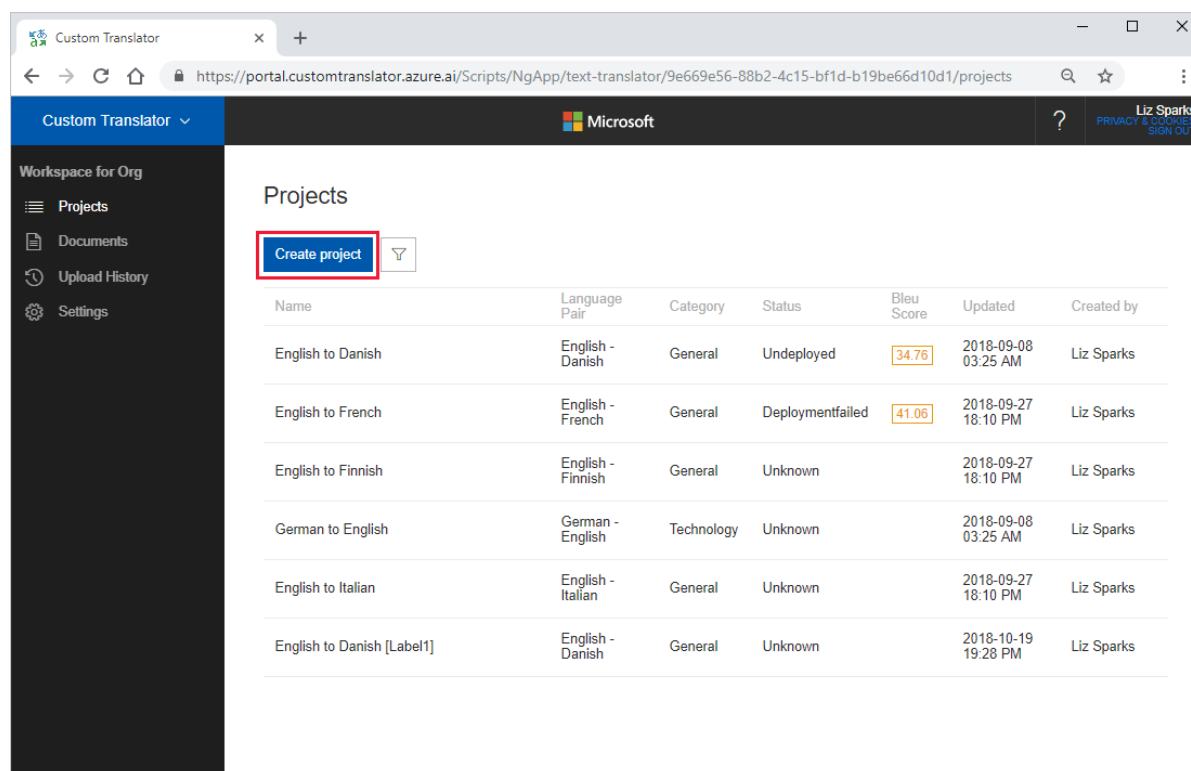 Custom Translator
https://portal.customtranslator.azure.ai/Scripts/NgApp/text-translator/9e669e56-88b2-4c15-bf1d-b19be66d10d1/projects
Custom Translator
Microsoft
?
Liz Sparks
PRIVACY & COOKIE
SIGN OU
Workspace for Org
Projects
Documents
Upload History
Settings
Projects
Create project
Name Language Pair Category Status Bleu Score Updated Created by
English to Danish English - Danish General Undeployed 34.76 2018-09-08 03:25 AM Liz Sparks
English to French English - French General Deploymentfailed 41.06 2018-09-27 18:10 PM Liz Sparks
English to Finnish English - Finnish General Unknown 2018-09-27 18:10 PM Liz Sparks
German to English German - English Technology Unknown 2018-09-08 03:25 AM Liz Sparks
English to Italian English - Italian General Unknown 2018-09-27 18:10 PM Liz Sparks
English to Danish [Label1] English - Danish General Unknown 2018-10-19 19:28 PM Liz Sparks